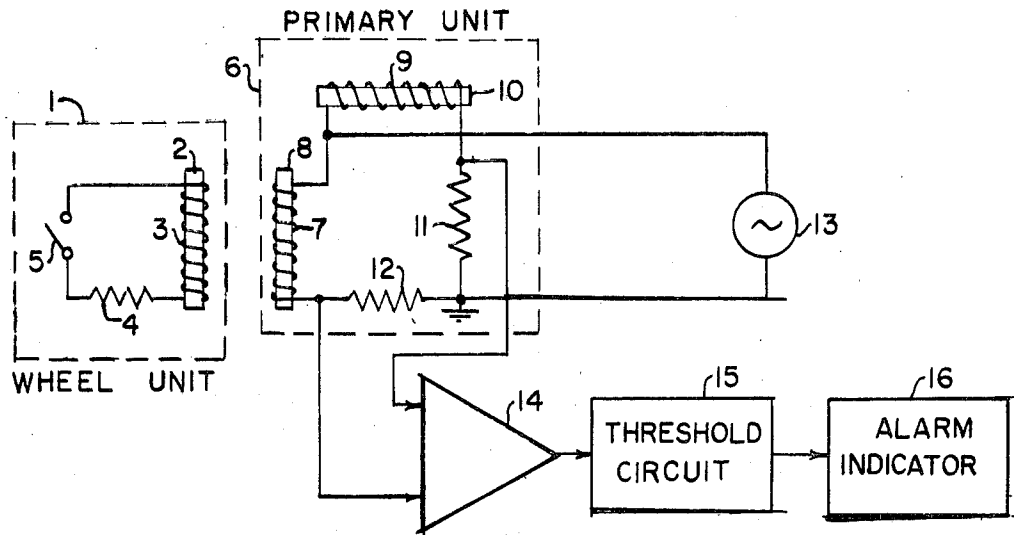 PRIMARY UNIT
6
9
10
1
2
8
3
7
5
11
13
12
4
WHEEL UNIT
14
15
16
THRESHOLD
CIRCUIT
ALARM
INDICATOR